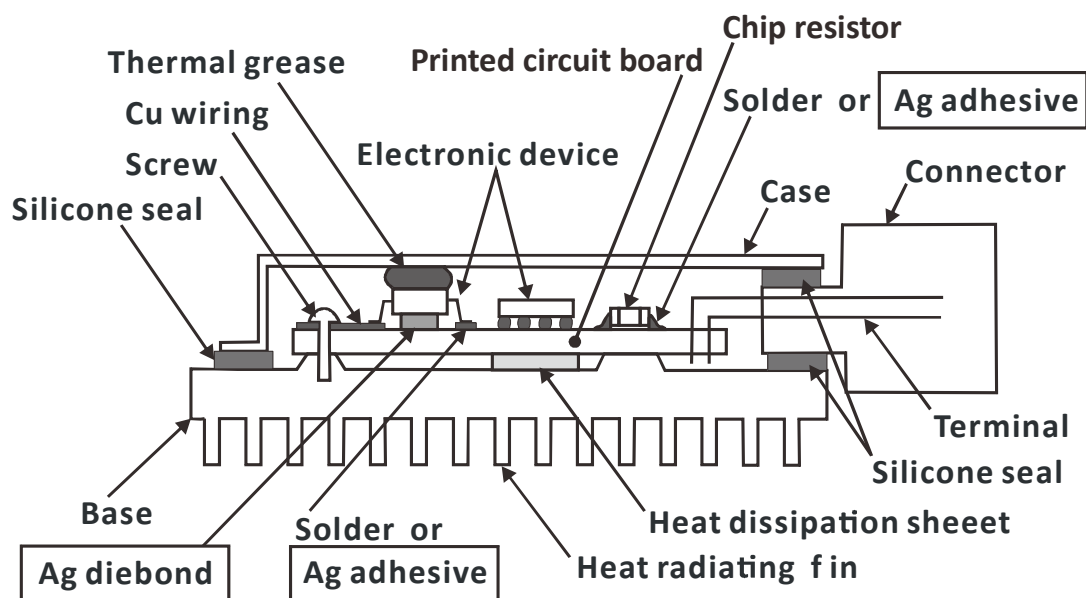 Chip resistor
Thermal grease
Printed circuit board
Cu wiring
Solder or Ag adhesive
Screw
Electronic device
Connector
Silicone seal
Case
Terminal
Silicone seal
Base
Solder or
Ag adhesive
Heat dissipation sheeet
Ag diebond
Heat radiating f in